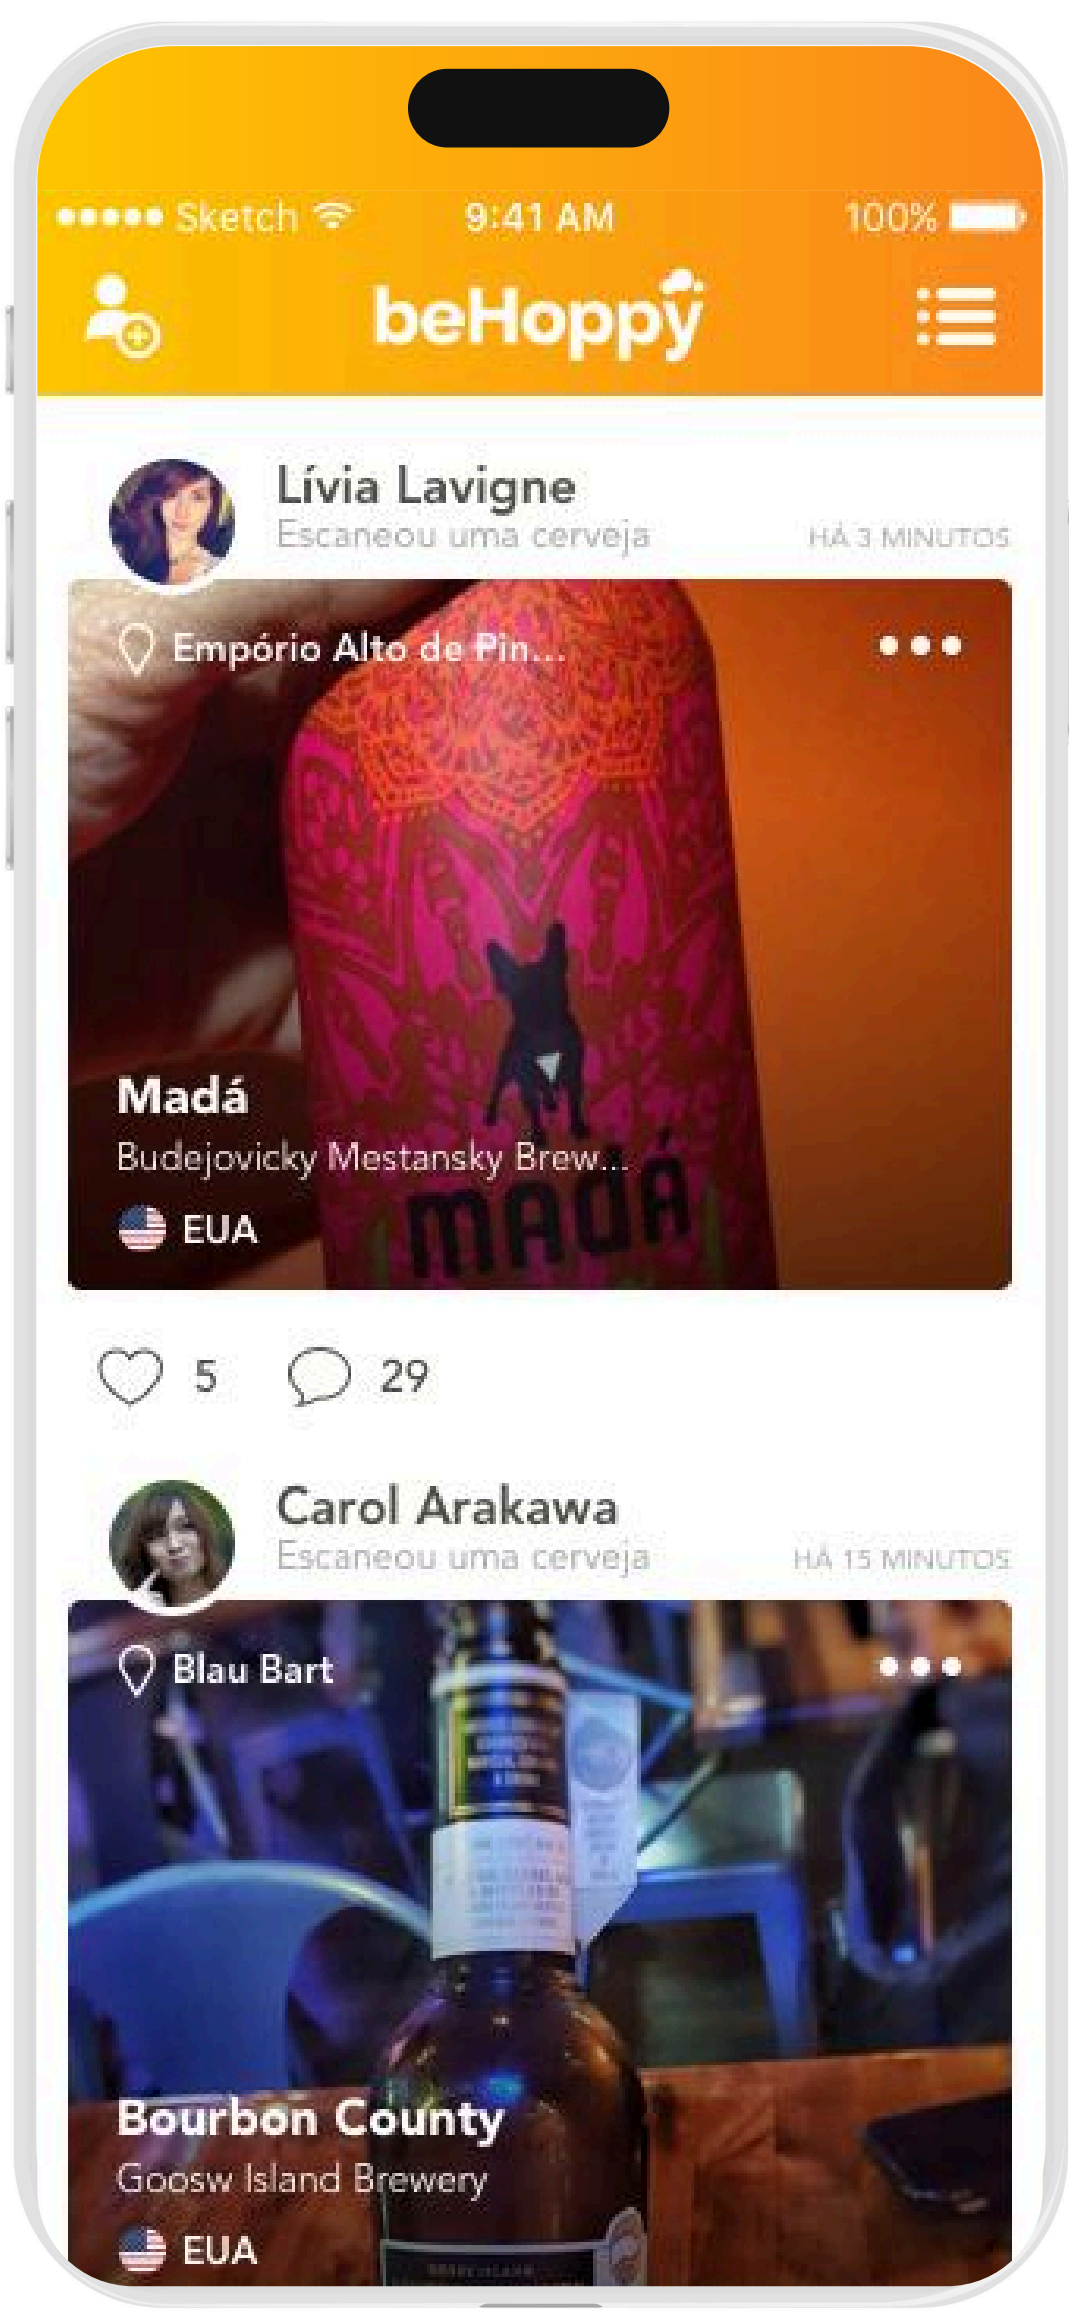 Sketch 9:41 AM 100%
beHoppy
Lívia Lavigne
Escaneou uma cerveja HÁ 3 MINUTOS
Empório Alto de Pin...
Madá
Budejovicky Mestansky Brew...
MADÁ
EUA
5 29
Carol Arakawa
Escaneou uma cerveja HÁ 15 MINUTOS
Blau Bart
Bourbon County
Goosw Island Brewery
EUA